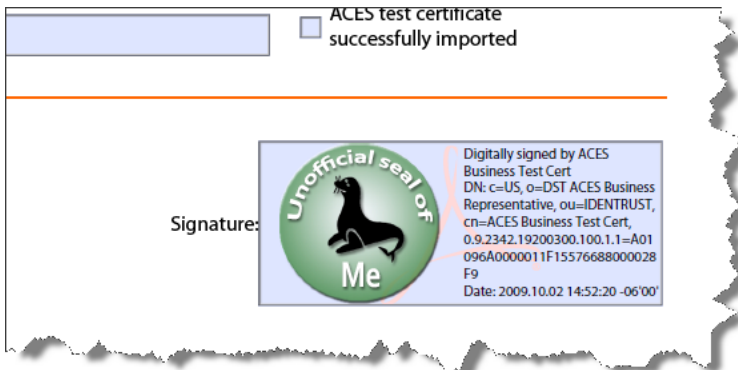 ACES test certificate
successfully imported
Signature:
Unofficial seal of
Me
Digitally signed by ACES
Business Test Cert
DN: c=US, o=DST ACES Business
Representative, ou=IDENTRUST,
cn=ACES Business Test Cert,
0.9.2342.19200300.100.1.1=A01
096A0000011F15576688000028
F9
Date: 2009.10.02 14:52:20 -06'00'